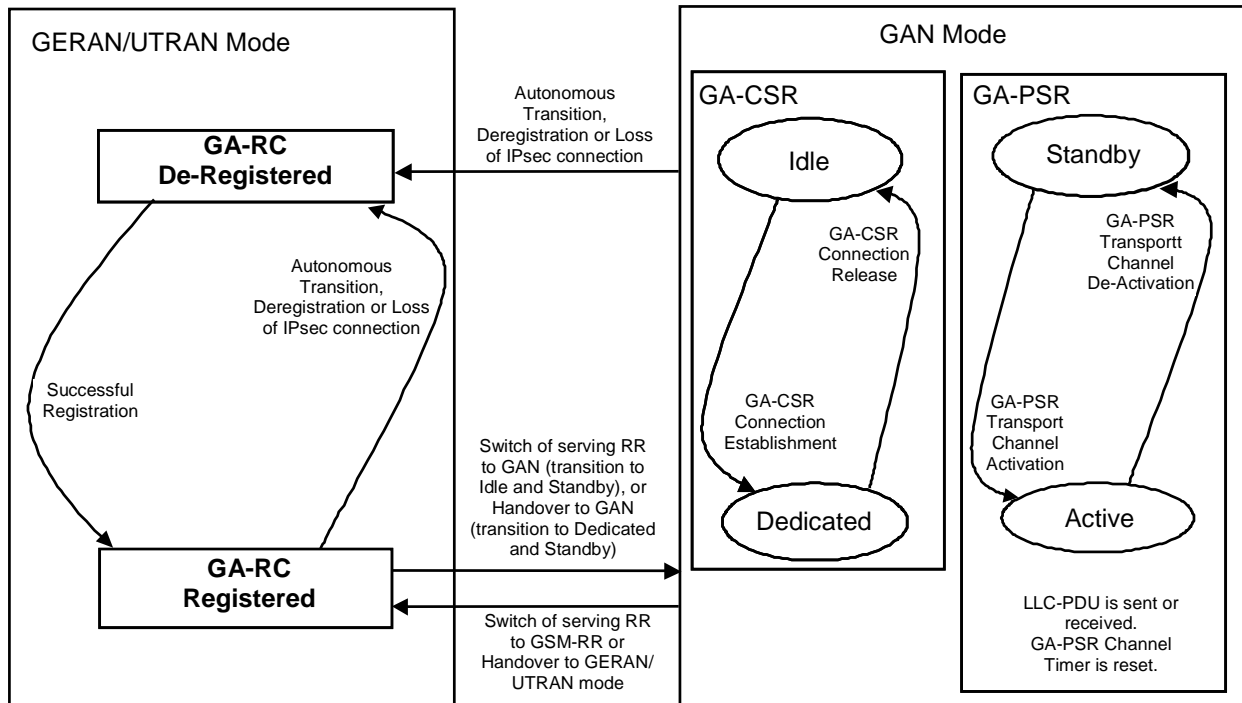 GERAN/UTRAN Mode
GA-RC
De-Registered
Autonomous
Transition,
Deregistration or Loss
of IPsec connection
Successful
Registration
GA-RC
Registered
Autonomous
Transition,
Deregistration or Loss
of IPsec connection
Switch of serving RR
to GAN (transition to
Idle and Standby), or
Handover to GAN
(transition to Dedicated
and Standby)
Switch of serving RR
to GSM-RR or
Handover to GERAN/
UTRAN mode
GAN Mode
GA-CSR
Idle
GA-CSR
Connection
Release
GA-CSR
Connection
Establishment
Dedicated
GA-PSR
Standby
GA-PSR
Transportt
Channel
De-Activation
GA-PSR
Transport
Channel
Activation
Active
LLC-PDU is sent or
received.
GA-PSR Channel
Timer is reset.